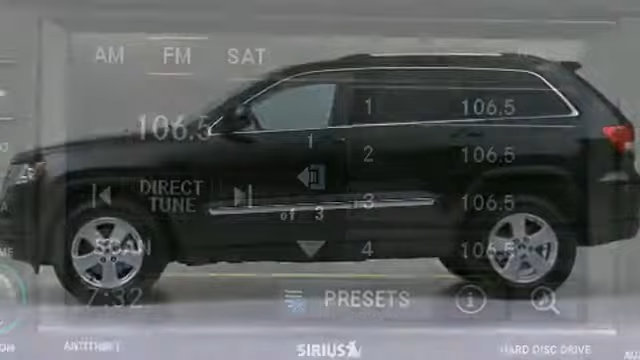 AM FM SAT
106.5
1 106.5
1
2 106.5
DIRECT
TUNE
3 106.5
of 3
SCAN
4 106.5
7:32
PRESETS
SIRIUS
HARD DISC DRIVE